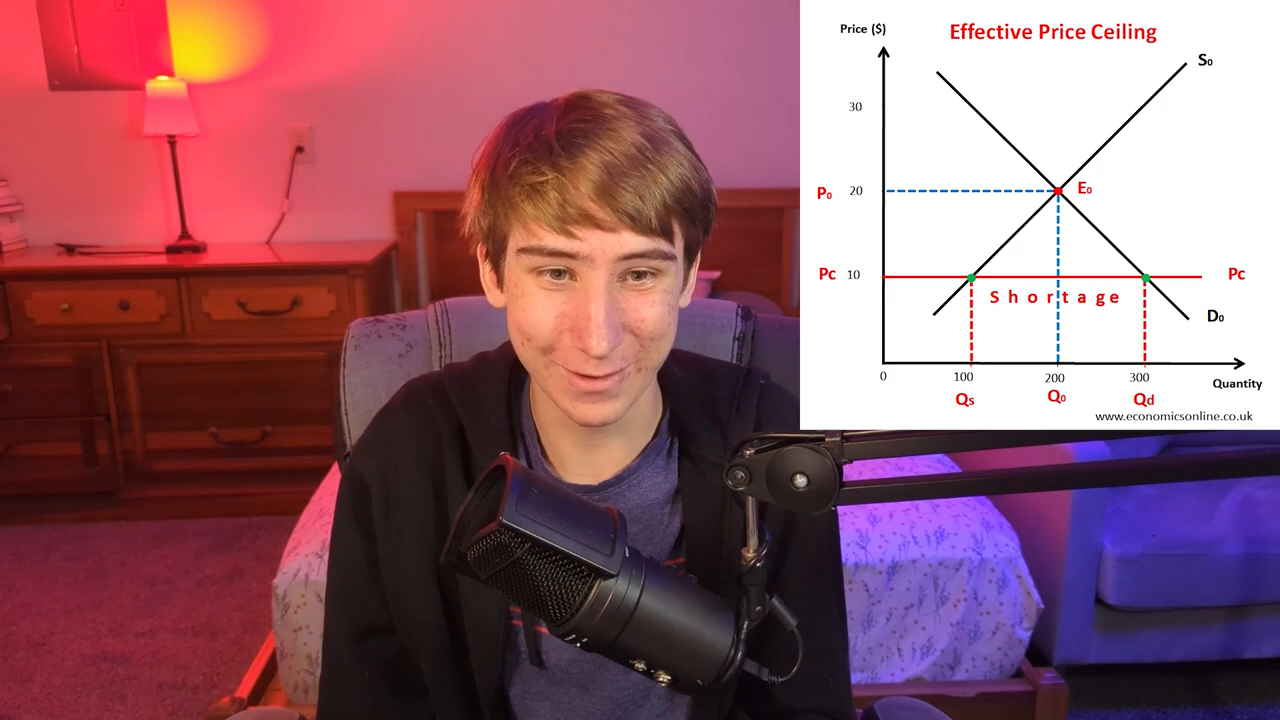 Price ($)
Effective Price Ceiling
S₀
30
P₀ 20 E₀
Pc 10 Pc
Shortage
D₀
0 100 200 300
Quantity
Qs Q₀ Qd
www.economicsonline.co.uk